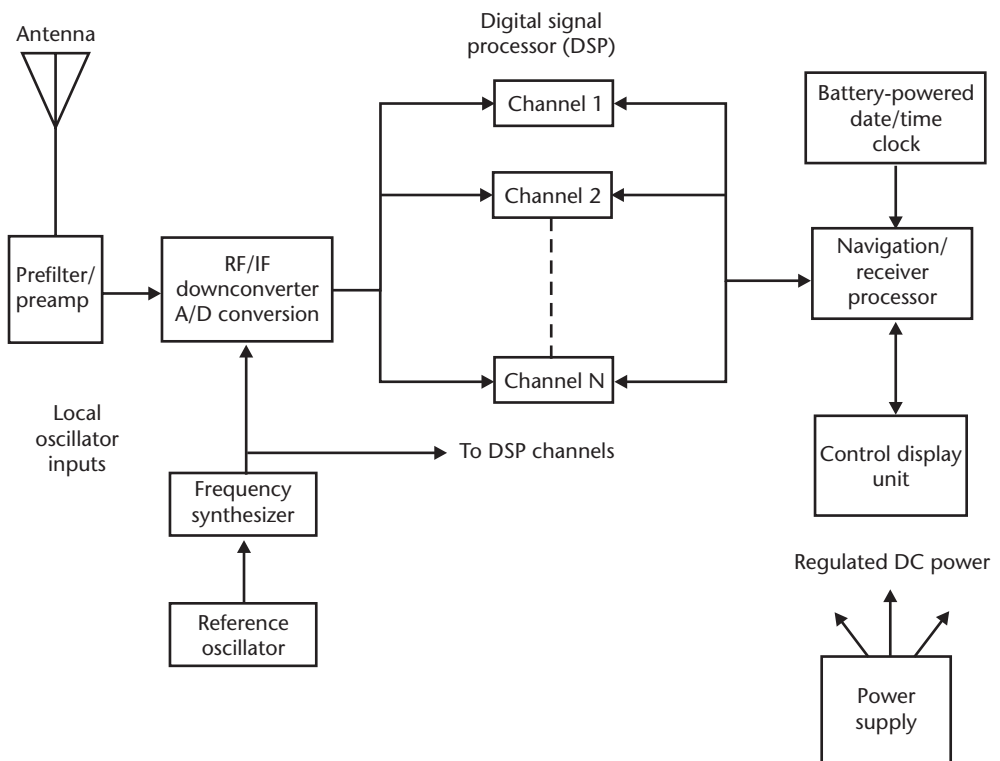 Antenna
Digital signal
processor (DSP)
Channel 1
Battery-powered
date/time
clock
Channel 2
Prefilter/
preamp
RF/IF
downconverter
A/D conversion
Navigation/
receiver
processor
Channel N
Local
oscillator
inputs
To DSP channels
Control display
unit
Frequency
synthesizer
Regulated DC power
Reference
oscillator
Power
supply